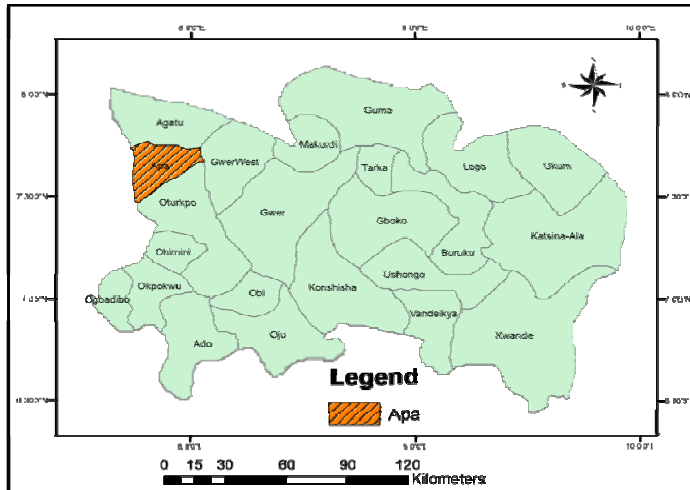 Guma
Agatu
Makurdi
Apa
GwerWest
Tarka
Logo
Ukum
Oturkpo
Gwer
Gboko
Katsina-Ala
Buruku
Ohimini
Ushongo
Ogbadibo
Okpokwu
Obi
Konshisha
Vandeikya
Ado
Oju
Kwande
Legend
Apa
0 15 30 60 90 120
Kilometers